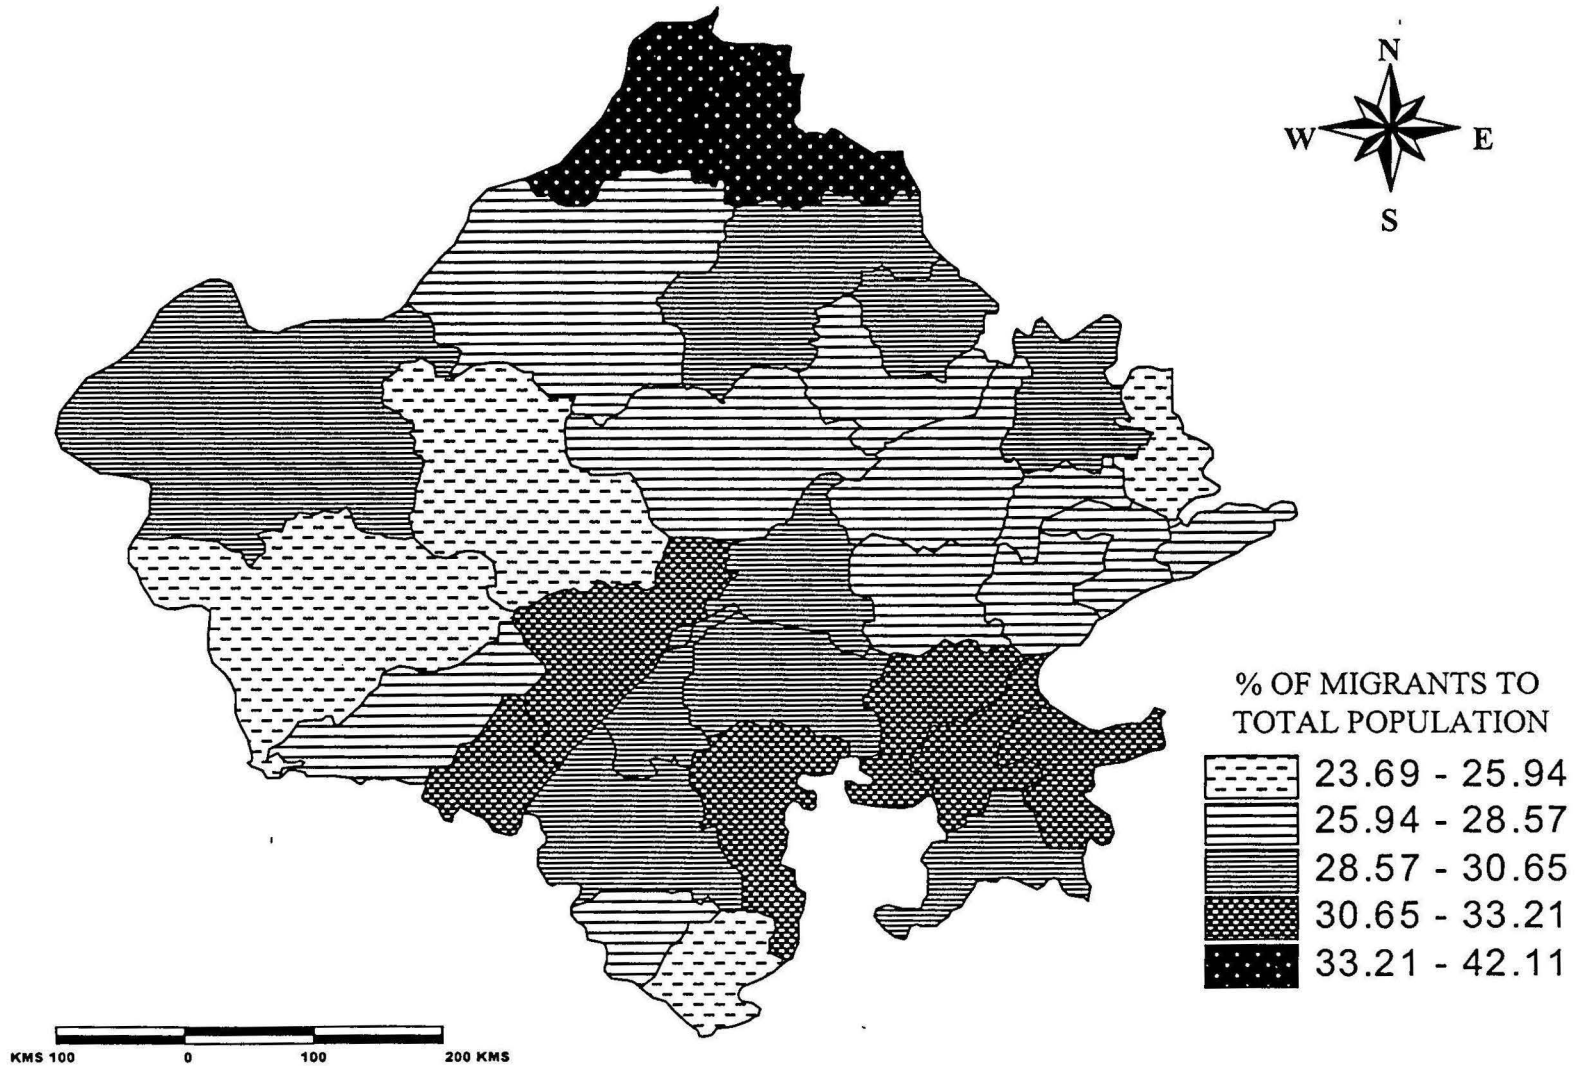 N
W E
S
% OF MIGRANTS TO
TOTAL POPULATION
23.69 - 25.94
25.94 - 28.57
28.57 - 30.65
30.65 - 33.21
33.21 - 42.11
KMS 100 0 100 200 KMS